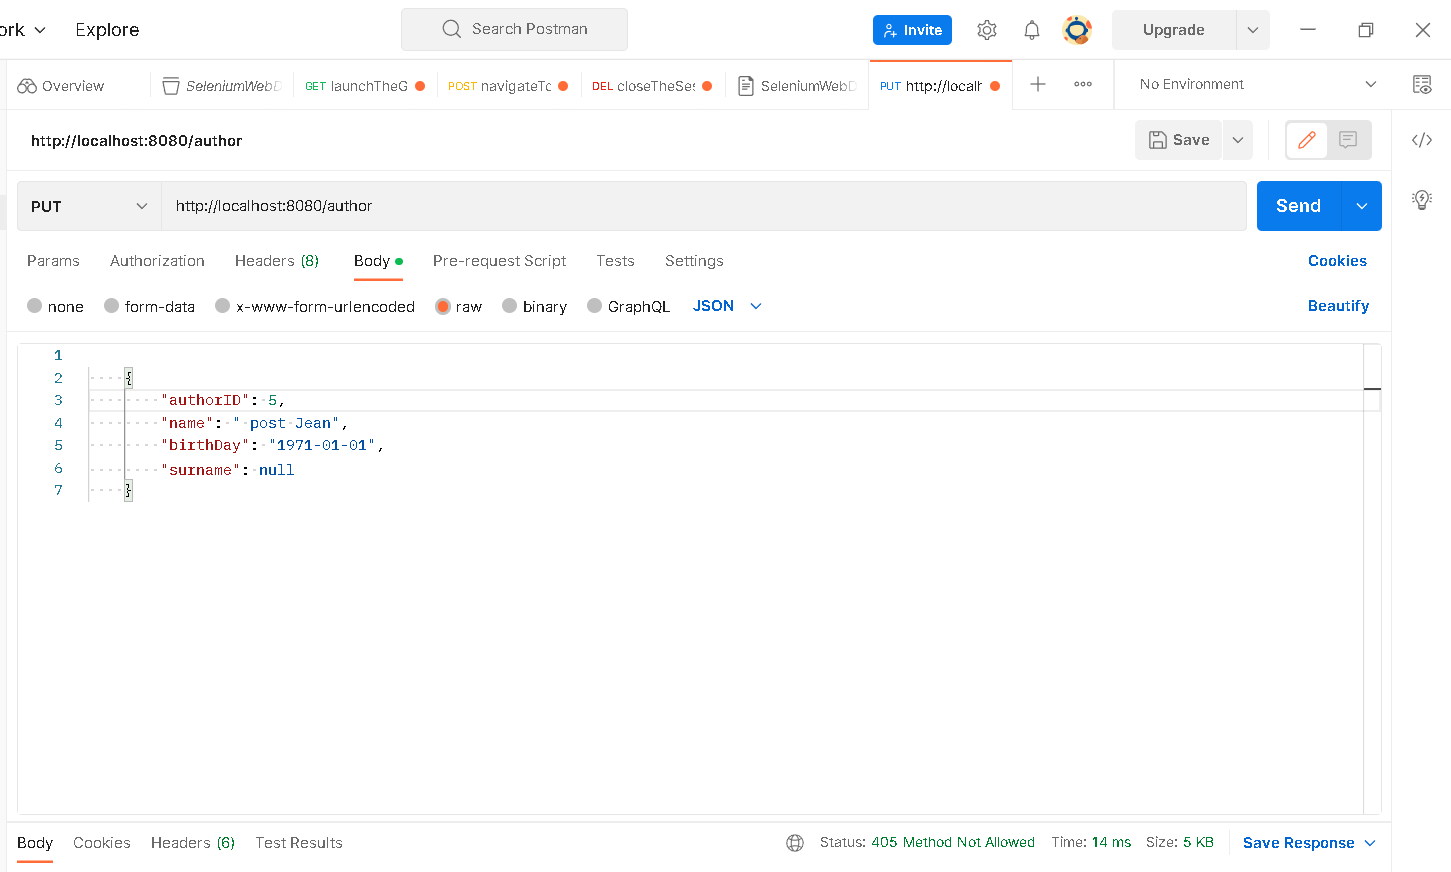 ork Explore Search Postman Invite Upgrade
Overview SeleniumWebD GET launchTheG POST navigateTo DEL closeTheSes SeleniumWebD PUT http://localh No Environment
http://localhost:8080/author Save
PUT http://localhost:8080/author Send
Params Authorization Headers (8) Body Pre-request Script Tests Settings Cookies
none form-data x-www-form-urlencoded raw binary GraphQL JSON Beautify
1
2 {
3 "authorID": 5,
4 "name": " post Jean",
5 "birthDay": "1971-01-01",
6 "surname": null
7 }
Body Cookies Headers (6) Test Results Status: 405 Method Not Allowed Time: 14 ms Size: 5 KB Save Response